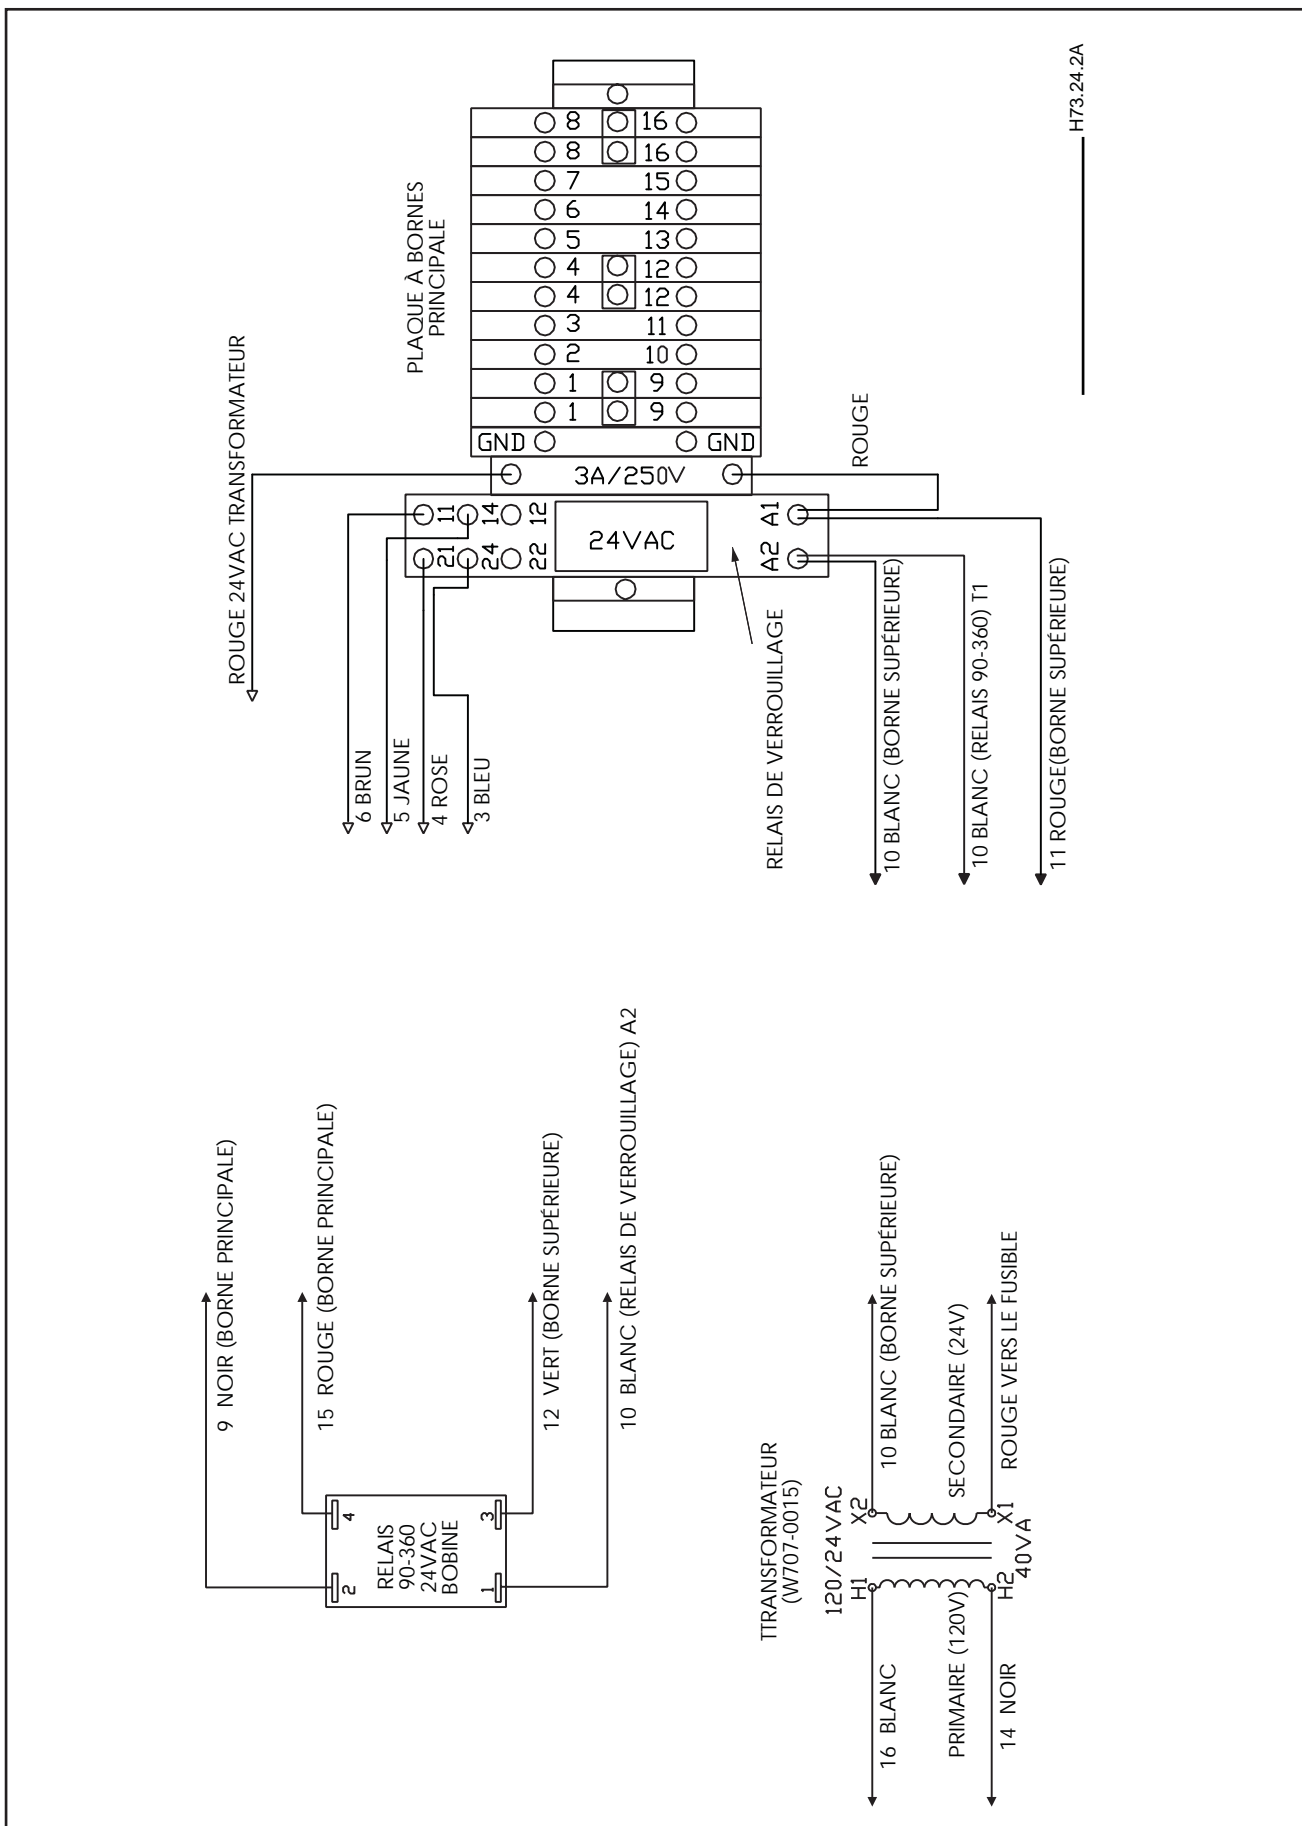 H73.24.2A
PLAQUE À BORNES
PRINCIPALE
8 16
8 16
7 15
6 14
5 13
4 12
4 12
3 11
2 10
1 9
1 9
GND GND
3A/250V
24VAC
11 14 12
21 24 22
A1
A2
ROUGE
ROUGE 24VAC TRANSFORMATEUR
6 BRUN
5 JAUNE
4 ROSE
3 BLEU
RELAIS DE VERROUILLAGE
10 BLANC (BORNE SUPÉRIEURE)
10 BLANC (RELAIS 90-360) T1
11 ROUGE(BORNE SUPÉRIEURE)
9 NOIR (BORNE PRINCIPALE)
15 ROUGE (BORNE PRINCIPALE)
12 VERT (BORNE SUPÉRIEURE)
10 BLANC (RELAIS DE VERROUILLAGE) A2
2 4
RELAIS
90-360
24VAC
BOBINE
1 3
TTRANSFORMATEUR
(W707-0015)
120/24VAC
H1 X2
H2 X1
40VA
10 BLANC (BORNE SUPÉRIEURE)
SECONDAIRE (24V)
ROUGE VERS LE FUSIBLE
16 BLANC
PRIMAIRE (120V)
14 NOIR